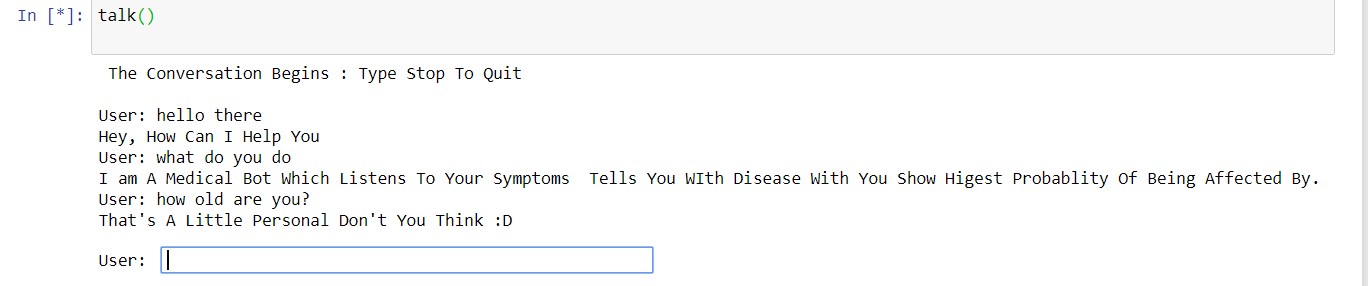 In [*]: talk()
The Conversation Begins : Type Stop To Quit
User: hello there
Hey, How Can I Help You
User: what do you do
I am A Medical Bot Which Listens To Your Symptoms  Tells You WIth Disease With You Show Higest Probablity Of Being Affected By.
User: how old are you?
That's A Little Personal Don't You Think :D
User: